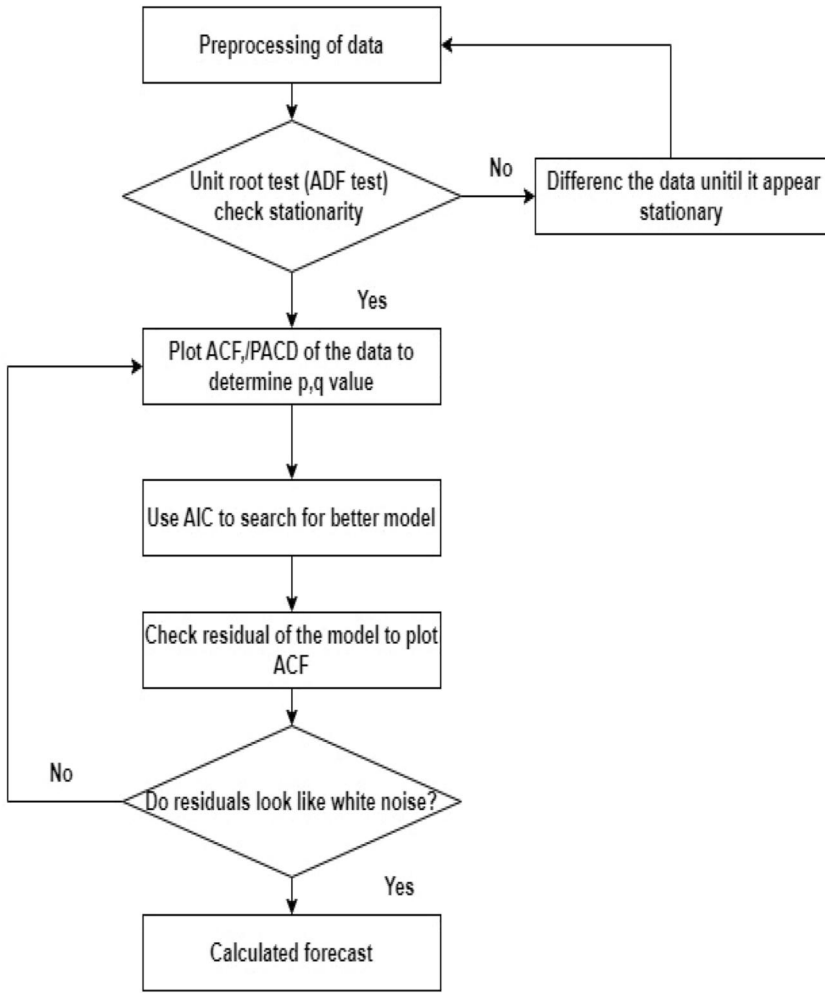 Preprocessing of data
Unit root test (ADF test)
check stationarity
No
Differenc the data unitil it appear
stationary
Yes
Plot ACF,/PACD of the data to
determine p,q value
Use AIC to search for better model
Check residual of the model to plot
ACF
No
Do residuals look like white noise?
Yes
Calculated forecast